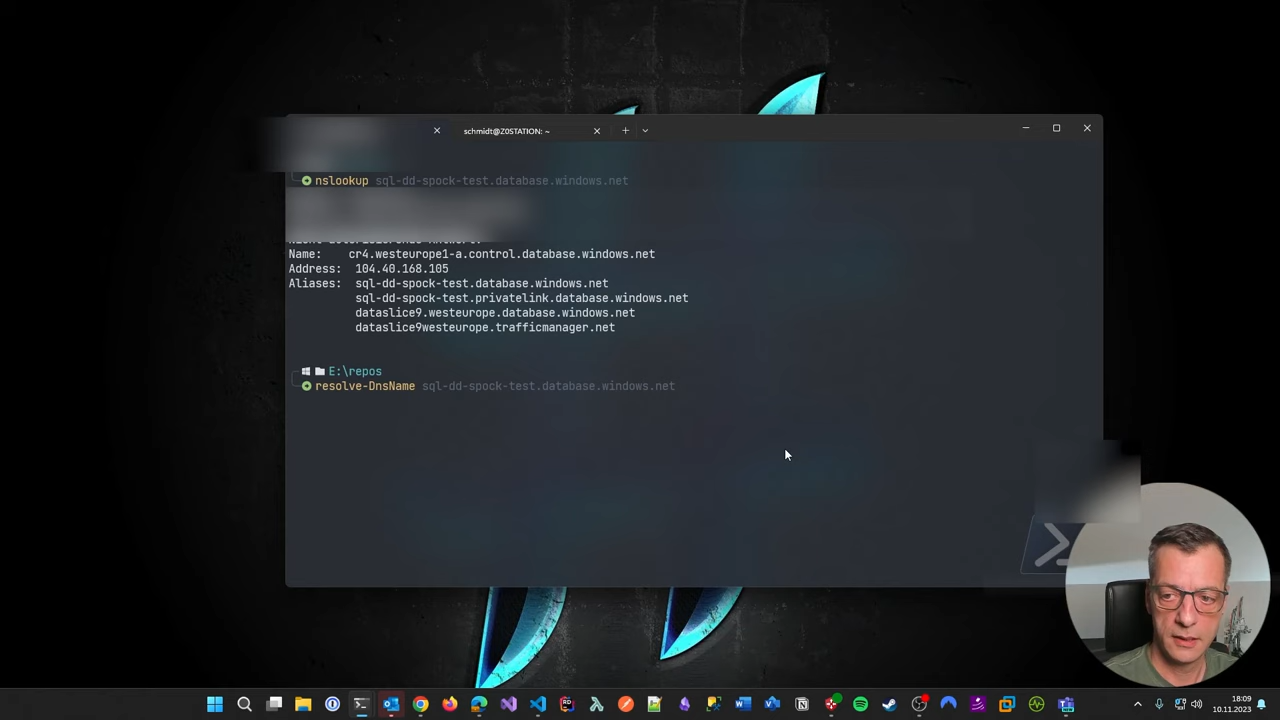 schmidt@Z0STATION: ~
nslookup sql-dd-spock-test.database.windows.net
Name: cr4.westeurope1-a.control.database.windows.net
Address: 104.40.168.105
Aliases: sql-dd-spock-test.database.windows.net
sql-dd-spock-test.privatelink.database.windows.net
dataslice9.westeurope.database.windows.net
dataslice9westeurope.trafficmanager.net
E:\repos
resolve-DnsName sql-dd-spock-test.database.windows.net
18:09
10.11.2023